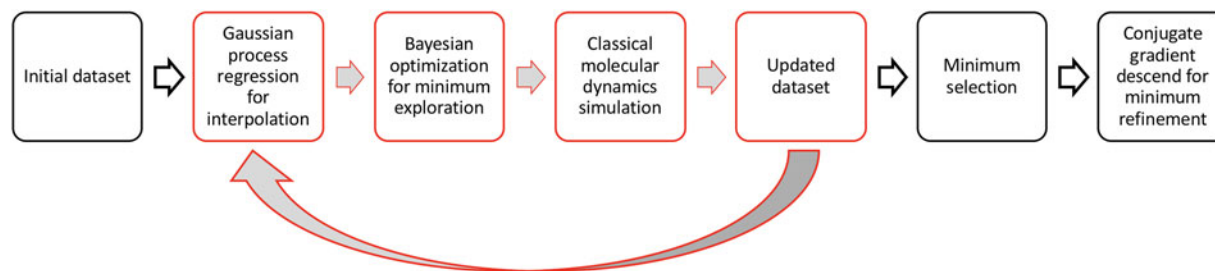 Initial dataset
Gaussian
process
regression
for
interpolation
Bayesian
optimization
for minimum
exploration
Classical
molecular
dynamics
simulation
Updated
dataset
Minimum
selection
Conjugate
gradient
descend for
minimum
refinement